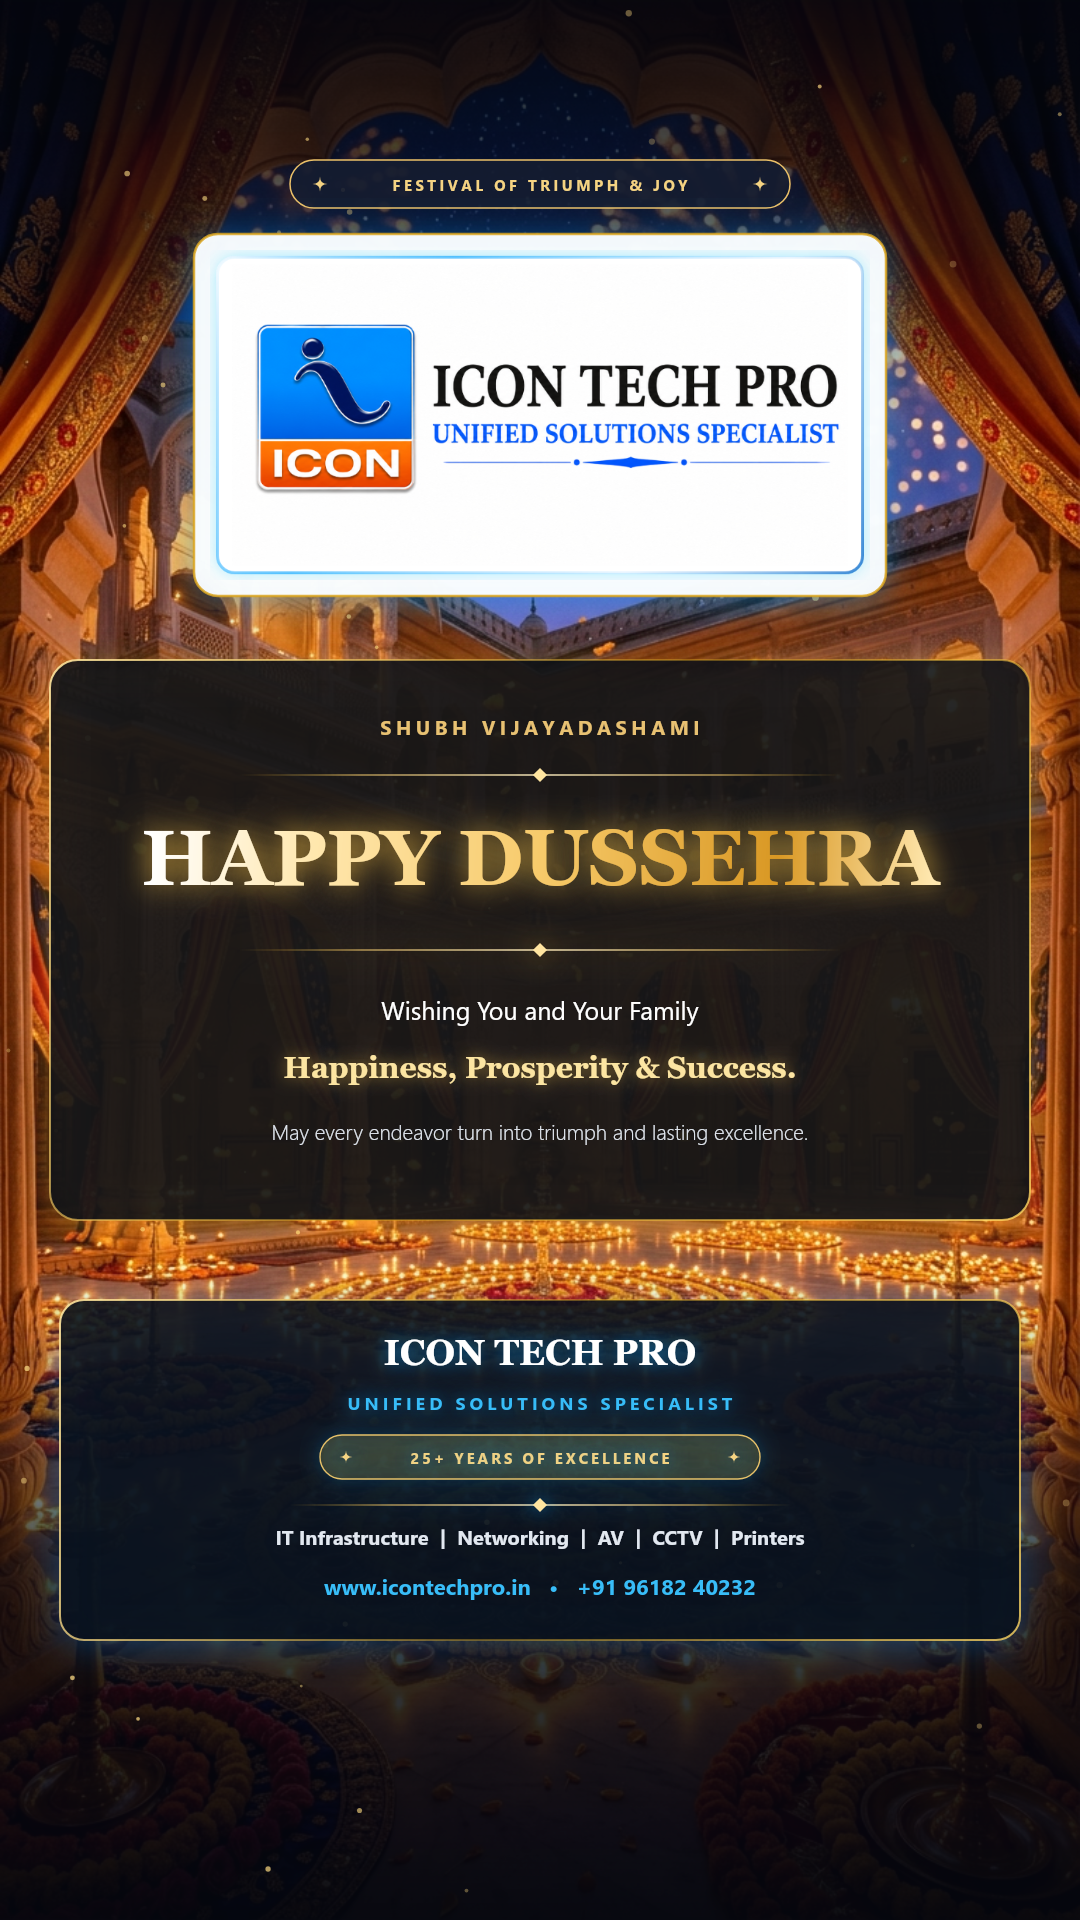 ✦ FESTIVAL OF TRIUMPH & JOY ✦
ICON
ICON TECH PRO
UNIFIED SOLUTIONS SPECIALIST
SHUBH VIJAYADASHAMI
HAPPY DUSSEHRA
Wishing You and Your Family
Happiness, Prosperity & Success.
May every endeavor turn into triumph and lasting excellence.
ICON TECH PRO
UNIFIED SOLUTIONS SPECIALIST
✦ 25+ YEARS OF EXCELLENCE ✦
IT Infrastructure | Networking | AV | CCTV | Printers
www.icontechpro.in • +91 96182 40232